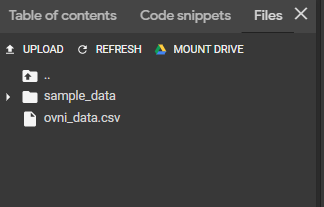 Table of contents Code snippets Files
UPLOAD REFRESH MOUNT DRIVE
..
sample_data
ovni_data.csv